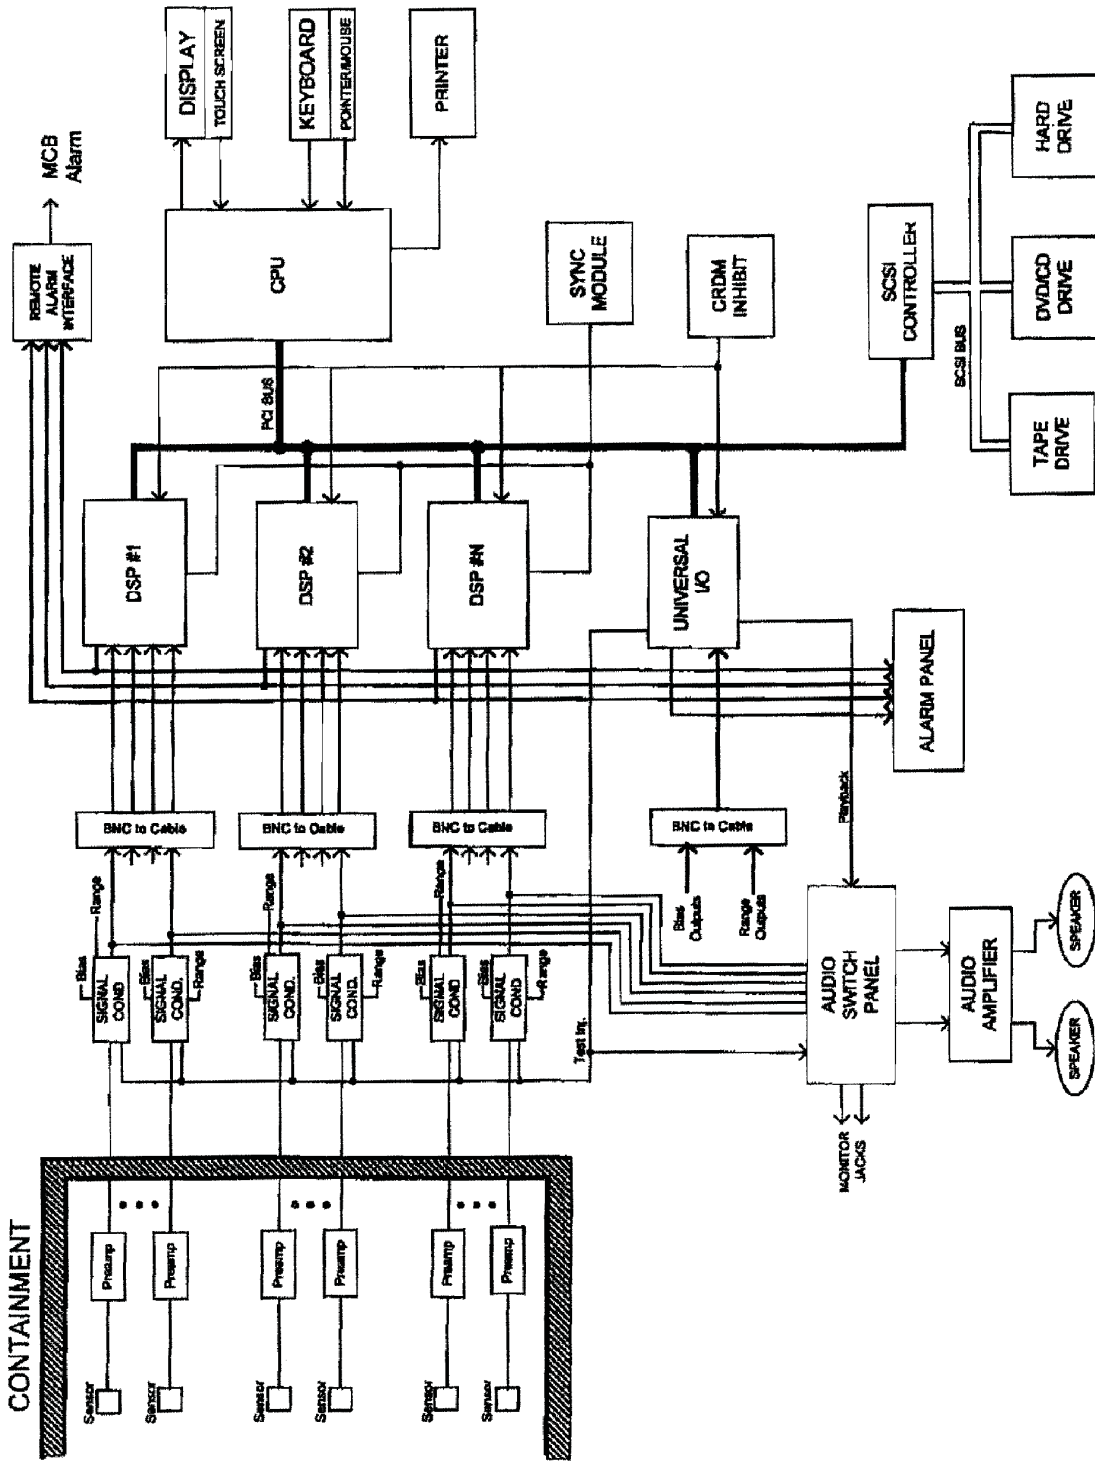 CONTAINMENT
Sensor
Preamp
Sensor
Preamp
Sensor
Preamp
Sensor
Preamp
Sensor
Preamp
Sensor
Preamp
SIGNAL
COND
Bias
Range
SIGNAL
COND.
Bias
Range
SIGNAL
COND.
Bias
Range
SIGNAL
COND.
Bias
Range
SIGNAL
COND
Bias
Range
SIGNAL
COND
Bias
Range
Test Inj.
BNC to Cable
BNC to Cable
BNC to Cable
BNC to Cable
Bias
Outputs
Range
Outputs
DSP #1
DSP #2
DSP #N
UNIVERSAL
I/O
REMOTE
ALARM
INTERFACE
MCB
Alarm
PCI BUS
CPU
DISPLAY
TOUCH SCREEN
KEYBOARD
POINTER/MOUSE
PRINTER
SYNC
MODULE
CRDM
INHIBIT
SCSI
CONTROLLER
SCSI BUS
TAPE
DRIVE
DVD/CD
DRIVE
HARD
DRIVE
ALARM PANEL
Playback
AUDIO
SWITCH
PANEL
MONITOR
JACKS
AUDIO
AMPLIFIER
SPEAKER
SPEAKER